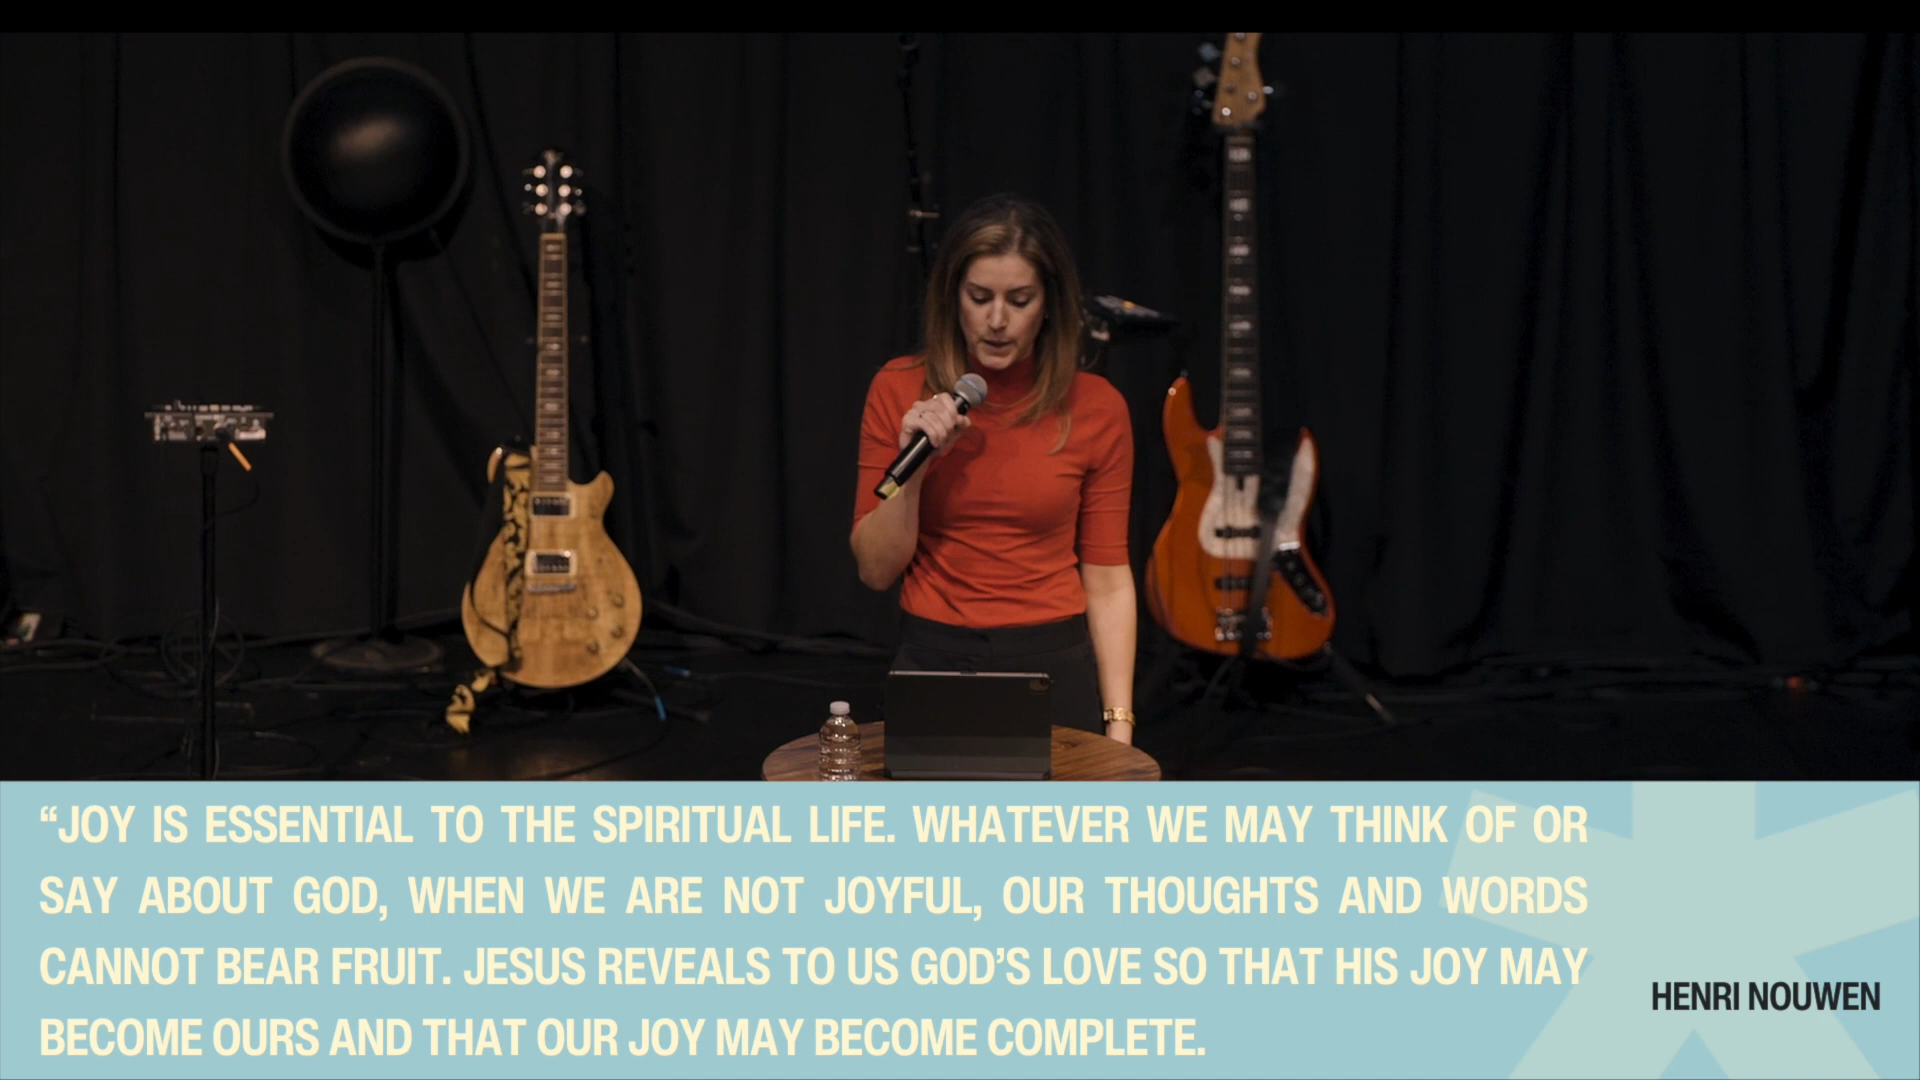 “JOY IS ESSENTIAL TO THE SPIRITUAL LIFE. WHATEVER WE MAY THINK OF OR
SAY ABOUT GOD, WHEN WE ARE NOT JOYFUL, OUR THOUGHTS AND WORDS
CANNOT BEAR FRUIT. JESUS REVEALS TO US GOD’S LOVE SO THAT HIS JOY MAY
BECOME OURS AND THAT OUR JOY MAY BECOME COMPLETE.
HENRI NOUWEN